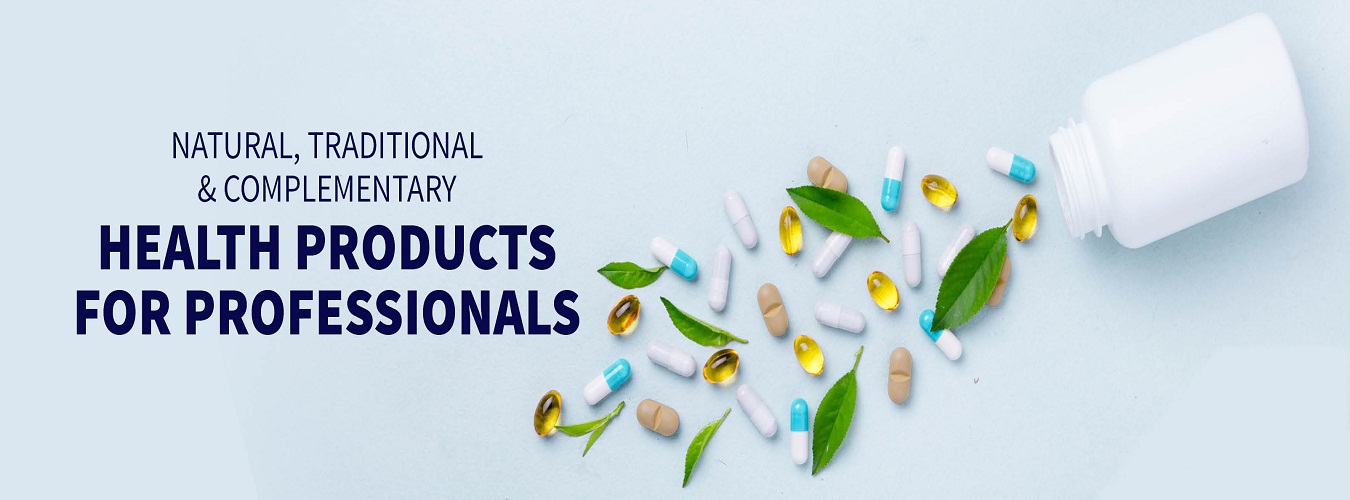 NATURAL, TRADITIONAL
& COMPLEMENTARY
HEALTH PRODUCTS
FOR PROFESSIONALS